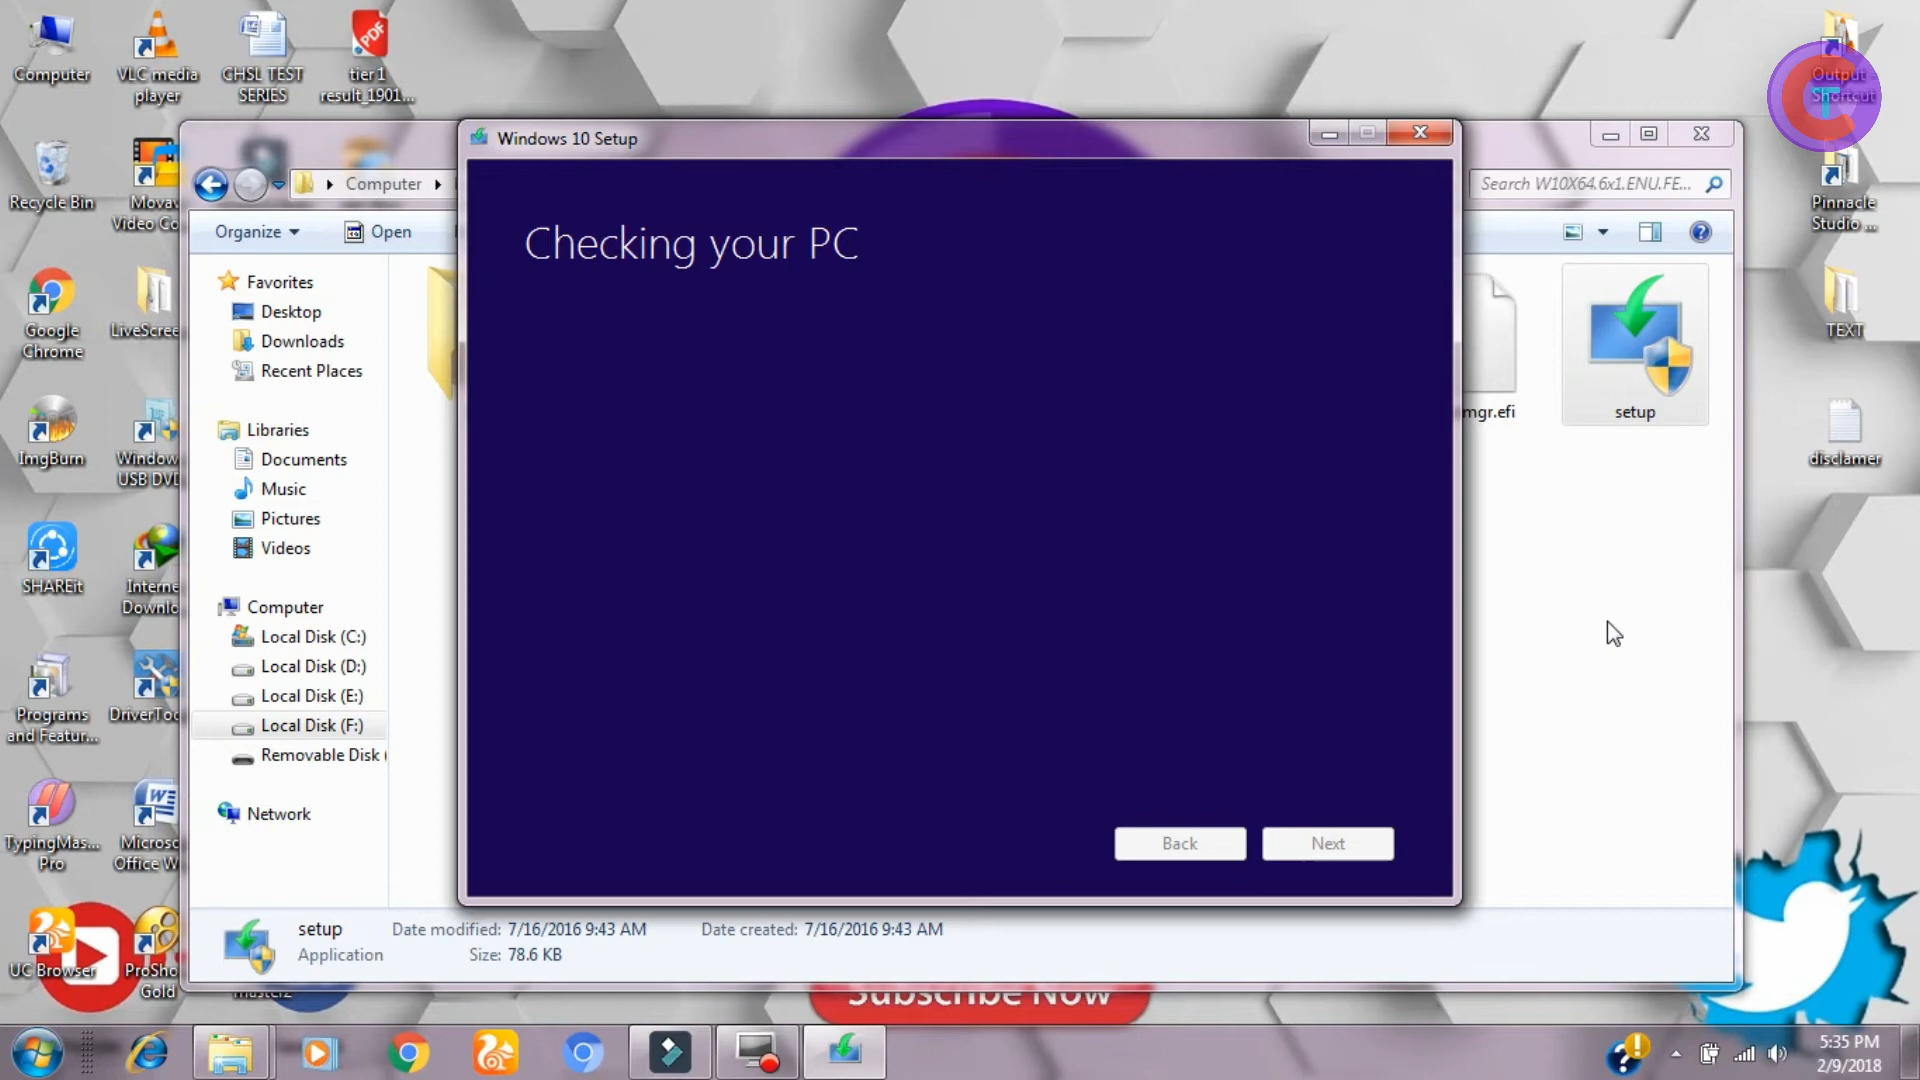 Computer
VLC media
player
CHSL TEST
SERIES
tier1
result_1901...
Output -
Shortcut
Recycle Bin
Movav
Video Co
Pinnacle
Studio ...
Google
Chrome
LiveScree
TEXT
ImgBurn
Window
USB DVD
disclamer
SHAREit
Interne
Downlo
Programs
and Featur...
DriverToo
TypingMas...
Pro
Microsc
Office W
UC Browser
ProSho
Gold
Windows 10 Setup
Computer
Search W10X64.6x1.ENU.FE...
Organize
Open
Favorites
Desktop
Downloads
Recent Places
Libraries
Documents
Music
Pictures
Videos
Computer
Local Disk (C:)
Local Disk (D:)
Local Disk (E:)
Local Disk (F:)
Removable Disk (
Network
Checking your PC
Back
Next
mgr.efi
setup
setup
Date modified: 7/16/2016 9:43 AM
Date created: 7/16/2016 9:43 AM
Application
Size: 78.6 KB
Subscribe Now
5:35 PM
2/9/2018